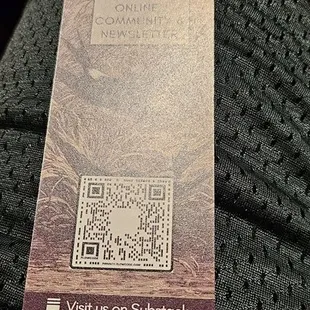 ONLINE
COMMUNITY &
NEWSLETTER
Visit us on Substack!